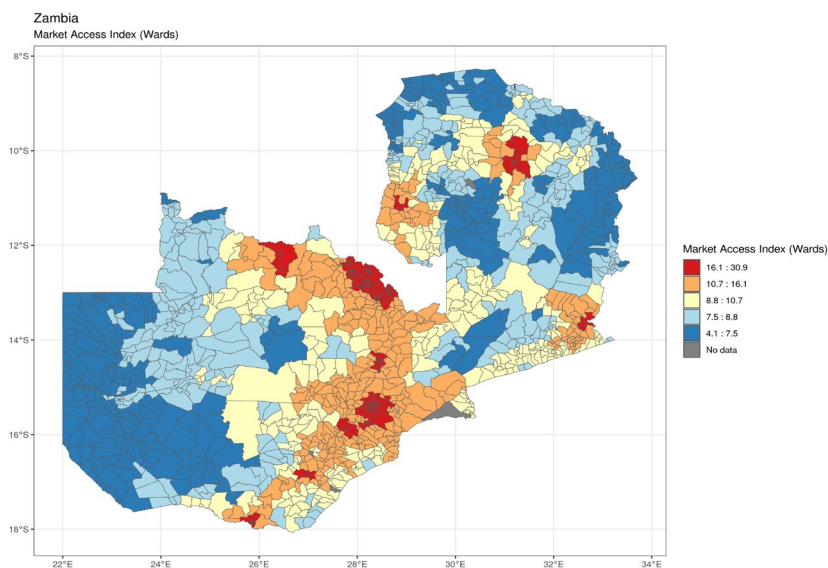 Zambia
Market Access Index (Wards)
8°S
10°S
12°S
14°S
16°S
18°S
22°E
24°E
26°E
28°E
30°E
32°E
34°E
Market Access Index (Wards)
16.1 : 30.9
10.7 : 16.1
8.8 : 10.7
7.5 : 8.8
4.1 : 7.5
No data